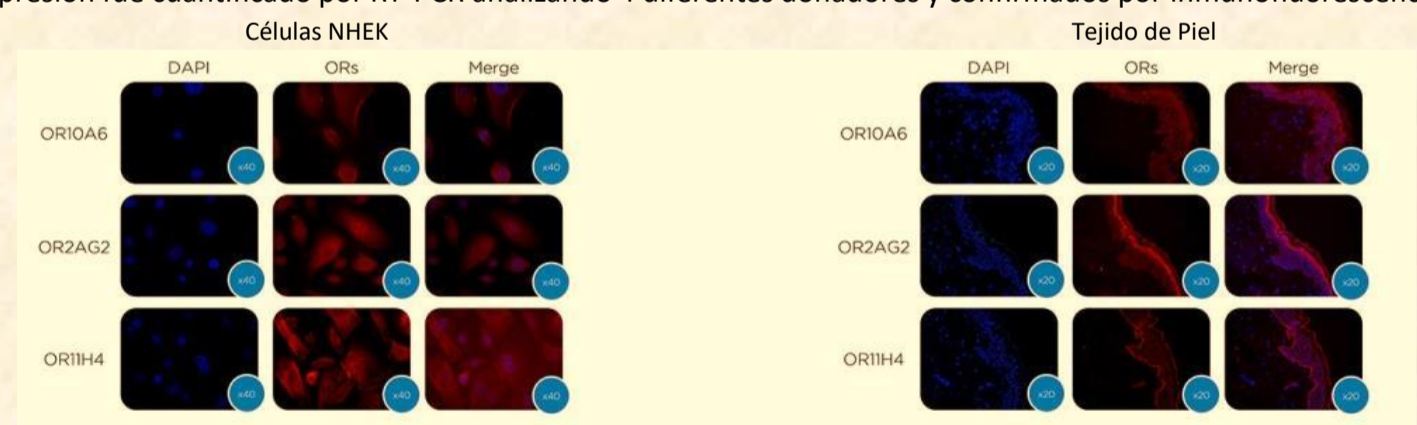 presión fue cuantificado por RT-PCR analizando 4 diferentes donadores y confirmados por inmunofluorescen
Células NHEK Tejido de Piel
DAPI ORs Merge DAPI ORs Merge
OR10A6 x40 x40 x40 OR10A6 x20 x20 x20
OR2AG2 x40 x40 x40 OR2AG2 x20 x20 x20
OR11H4 x40 x40 x40 OR11H4 x20 x20 x20